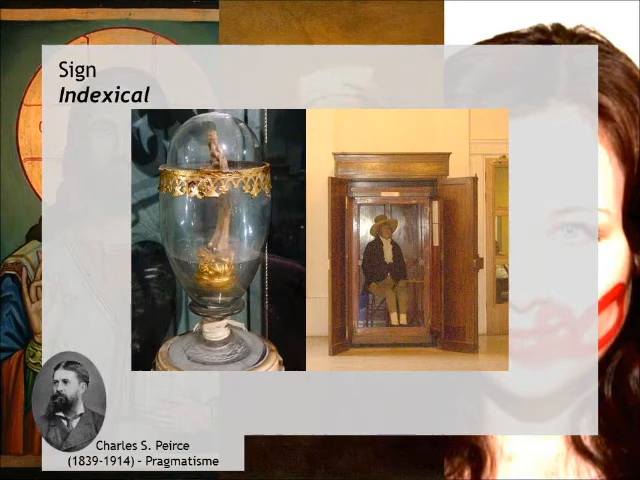 Sign
Indexical
Charles S. Peirce
(1839-1914) - Pragmatisme